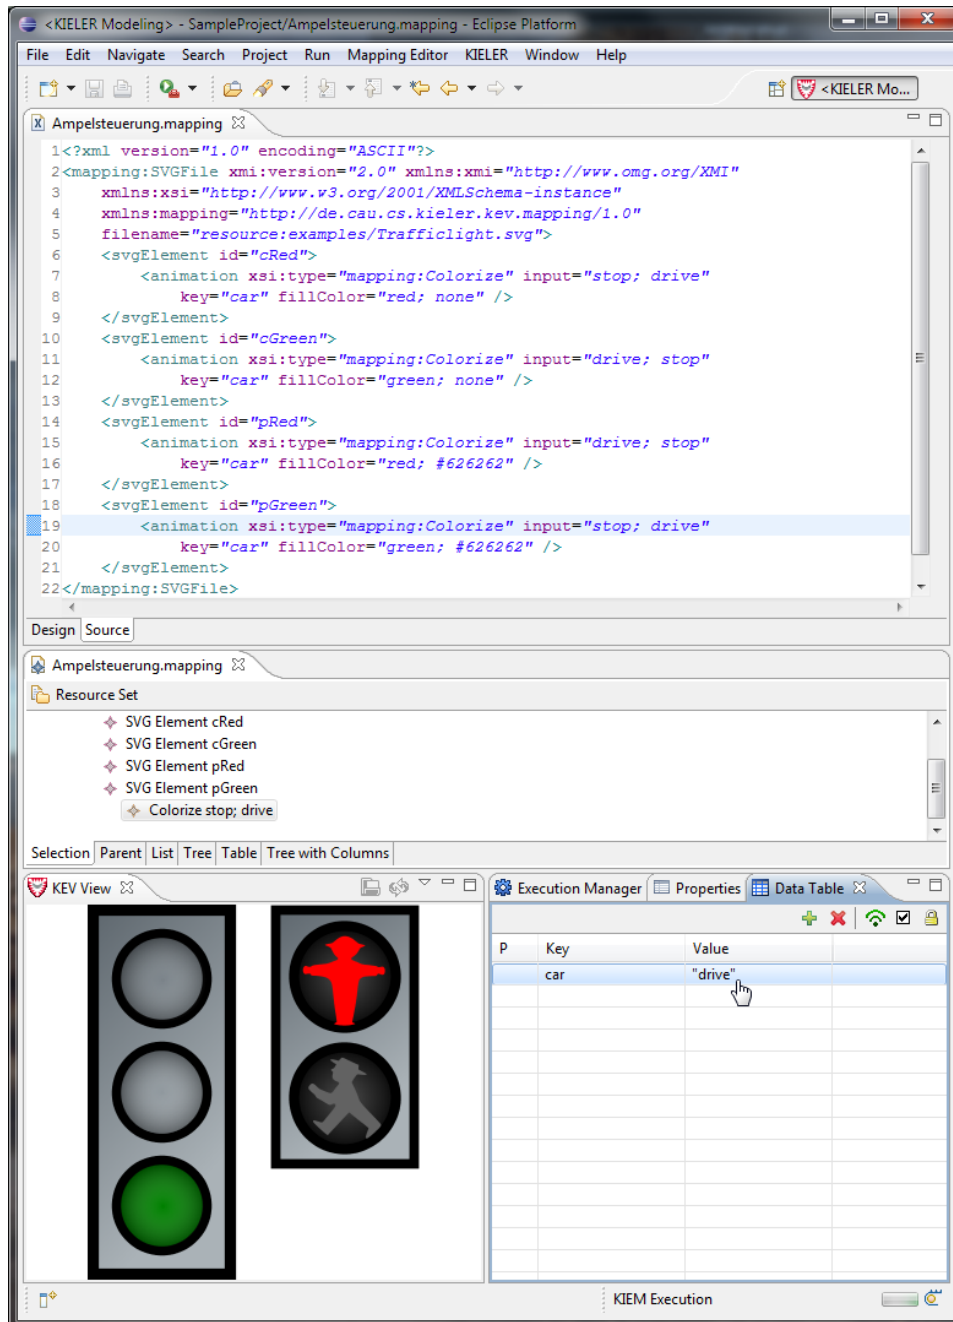 <KIELER Modeling> - SampleProject/Ampelsteuerung.mapping - Eclipse Platform
File Edit Navigate Search Project Run Mapping Editor KIELER Window Help
<KIELER Mo...
Ampelsteuerung.mapping
1<?xml version="1.0" encoding="ASCII"?>
2<mapping:SVGFile xmi:version="2.0" xmlns:xmi="http://www.omg.org/XMI"
3 xmlns:xsi="http://www.w3.org/2001/XMLSchema-instance"
4 xmlns:mapping="http://de.cau.cs.kieler.kev.mapping/1.0"
5 filename="resource:examples/Trafficlight.svg">
6 <svgElement id="cRed">
7 <animation xsi:type="mapping:Colorize" input="stop; drive"
8 key="car" fillColor="red; none" />
9 </svgElement>
10 <svgElement id="cGreen">
11 <animation xsi:type="mapping:Colorize" input="drive; stop"
12 key="car" fillColor="green; none" />
13 </svgElement>
14 <svgElement id="pRed">
15 <animation xsi:type="mapping:Colorize" input="drive; stop"
16 key="car" fillColor="red; #626262" />
17 </svgElement>
18 <svgElement id="pGreen">
19 <animation xsi:type="mapping:Colorize" input="stop; drive"
20 key="car" fillColor="green; #626262" />
21 </svgElement>
22</mapping:SVGFile>
Design Source
Ampelsteuerung.mapping
Resource Set
SVG Element cRed
SVG Element cGreen
SVG Element pRed
SVG Element pGreen
Colorize stop; drive
Selection Parent List Tree Table Tree with Columns
KEV View
Execution Manager Properties Data Table
P Key Value
car "drive"
KIEM Execution